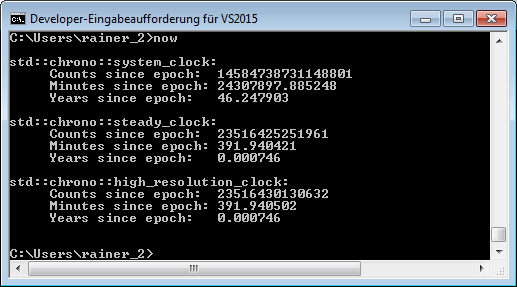 Developer-Eingabeaufforderung für VS2015
C:\Users\rainer_2>now
std::chrono::system_clock:
Counts since epoch: 14584738731148801
Minutes since epoch: 24307897.885248
Years since epoch: 46.247903
std::chrono::steady_clock:
Counts since epoch: 23516425251961
Minutes since epoch: 391.940421
Years since epoch: 0.000746
std::chrono::high_resolution_clock:
Counts since epoch: 23516430130632
Minutes since epoch: 391.940502
Years since epoch: 0.000746
C:\Users\rainer_2>